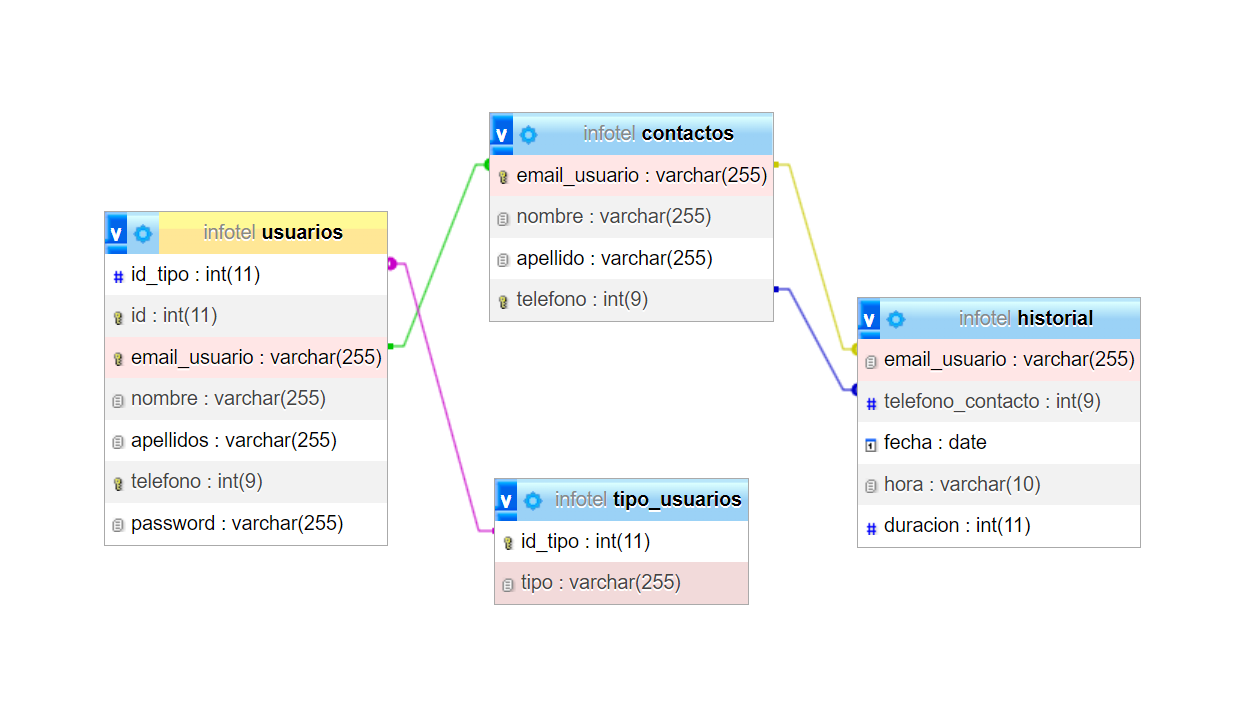 v infotel usuarios
id_tipo : int(11)
id : int(11)
email_usuario : varchar(255)
nombre : varchar(255)
apellidos : varchar(255)
telefono : int(9)
password : varchar(255)
v infotel contactos
email_usuario : varchar(255)
nombre : varchar(255)
apellido : varchar(255)
telefono : int(9)
v infotel tipo_usuarios
id_tipo : int(11)
tipo : varchar(255)
v infotel historial
email_usuario : varchar(255)
telefono_contacto : int(9)
fecha : date
hora : varchar(10)
duracion : int(11)